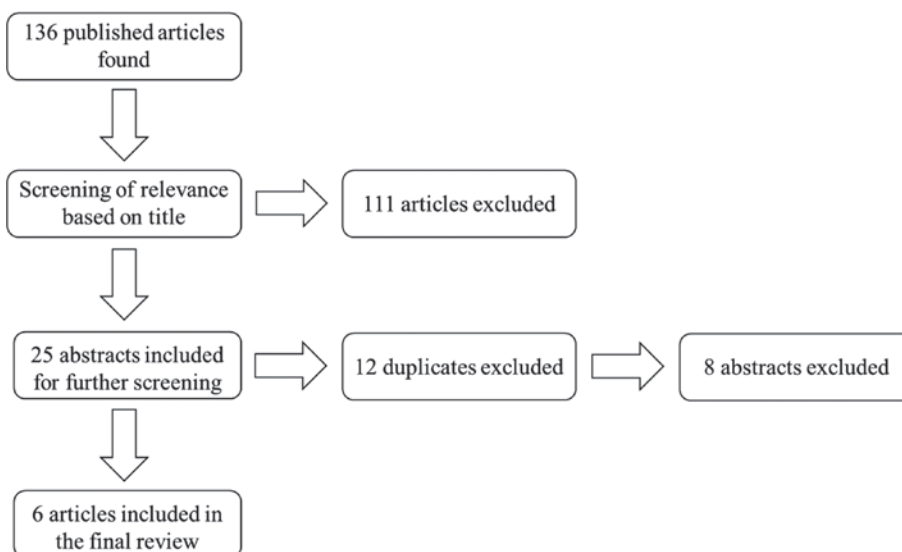 136 published articles
found
Screening of relevance
based on title
111 articles excluded
25 abstracts included
for further screening
12 duplicates excluded
8 abstracts excluded
6 articles included in
the final review